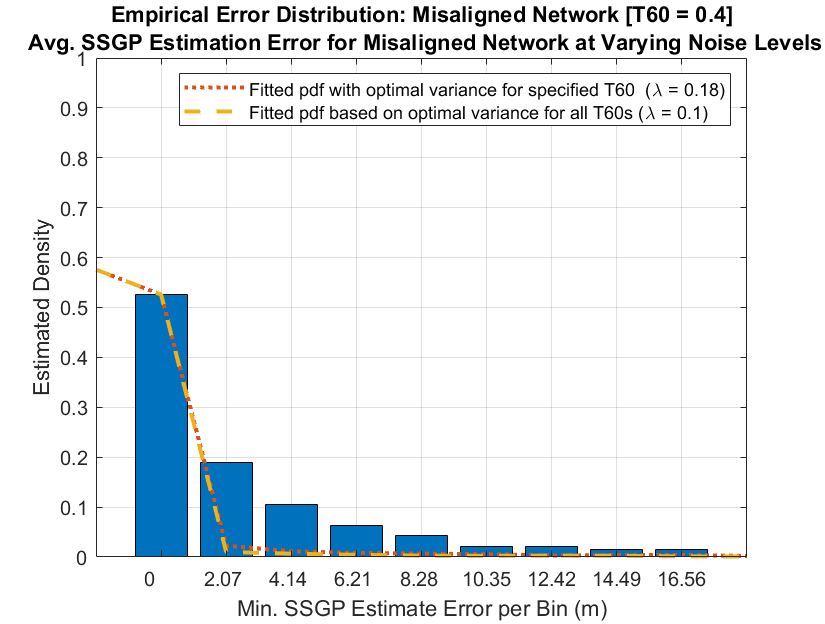 Empirical Error Distribution: Misaligned Network [T60 = 0.4]
Avg. SSGP Estimation Error for Misaligned Network at Varying Noise Levels
Fitted pdf with optimal variance for specified T60 (λ = 0.18)
Fitted pdf based on optimal variance for all T60s (λ = 0.1)
Estimated Density
1
0.9
0.8
0.7
0.6
0.5
0.4
0.3
0.2
0.1
0
0 2.07 4.14 6.21 8.28 10.35 12.42 14.49 16.56
Min. SSGP Estimate Error per Bin (m)